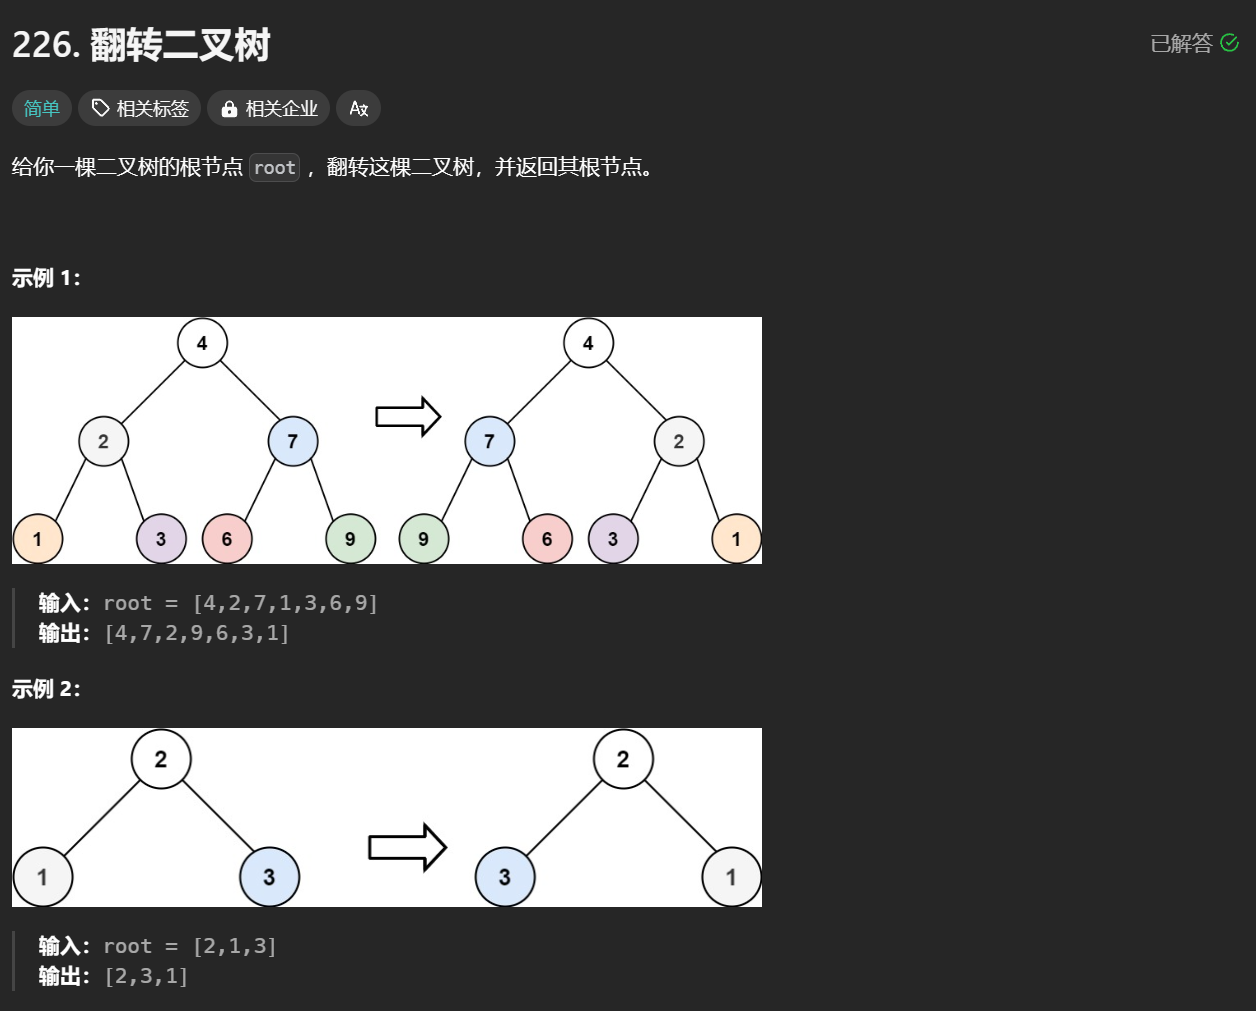 226. 翻转二叉树
已解答
简单 相关标签 相关企业
给你一棵二叉树的根节点 root ，翻转这棵二叉树，并返回其根节点。
示例 1：
4 4
2 7 7 2
1 3 6 9 9 6 3 1
输入：root = [4,2,7,1,3,6,9]
输出：[4,7,2,9,6,3,1]
示例 2：
2 2
1 3 3 1
输入：root = [2,1,3]
输出：[2,3,1]